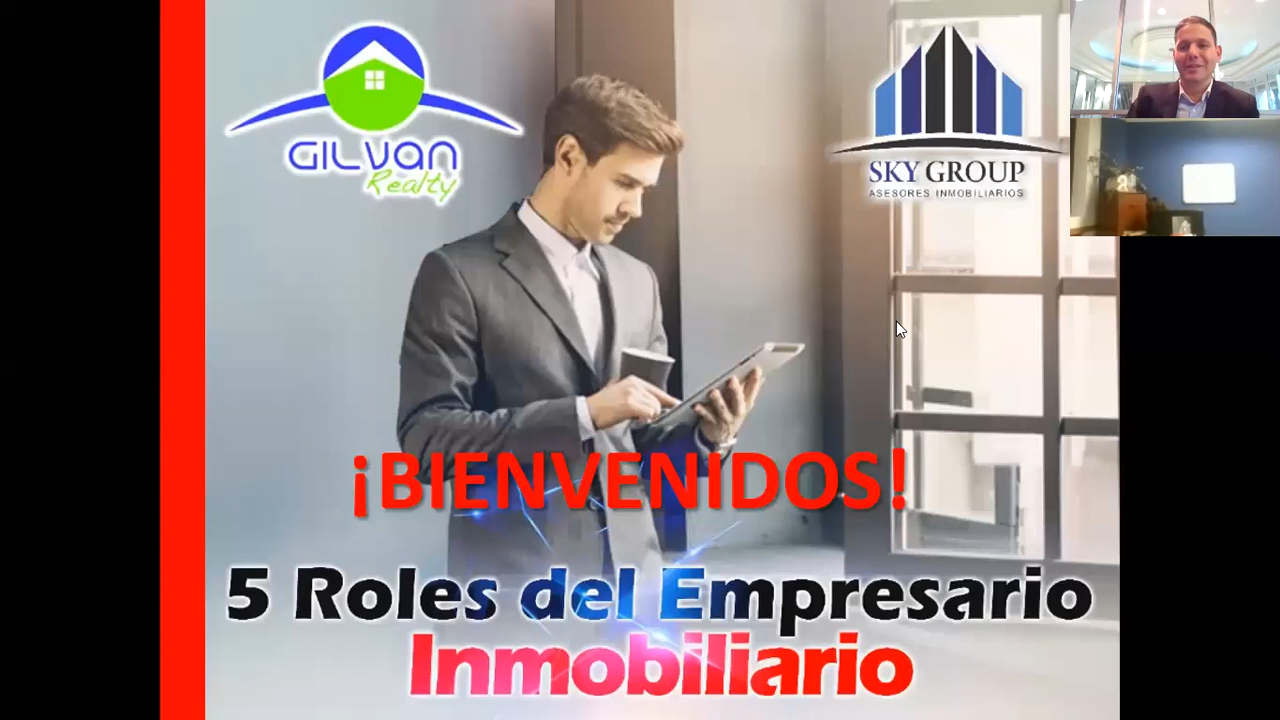 GILVan
Realty
SKY GROUP
ASESORES INMOBILIARIOS
¡BIENVENIDOS!
5 Roles del Empresario
Inmobiliario